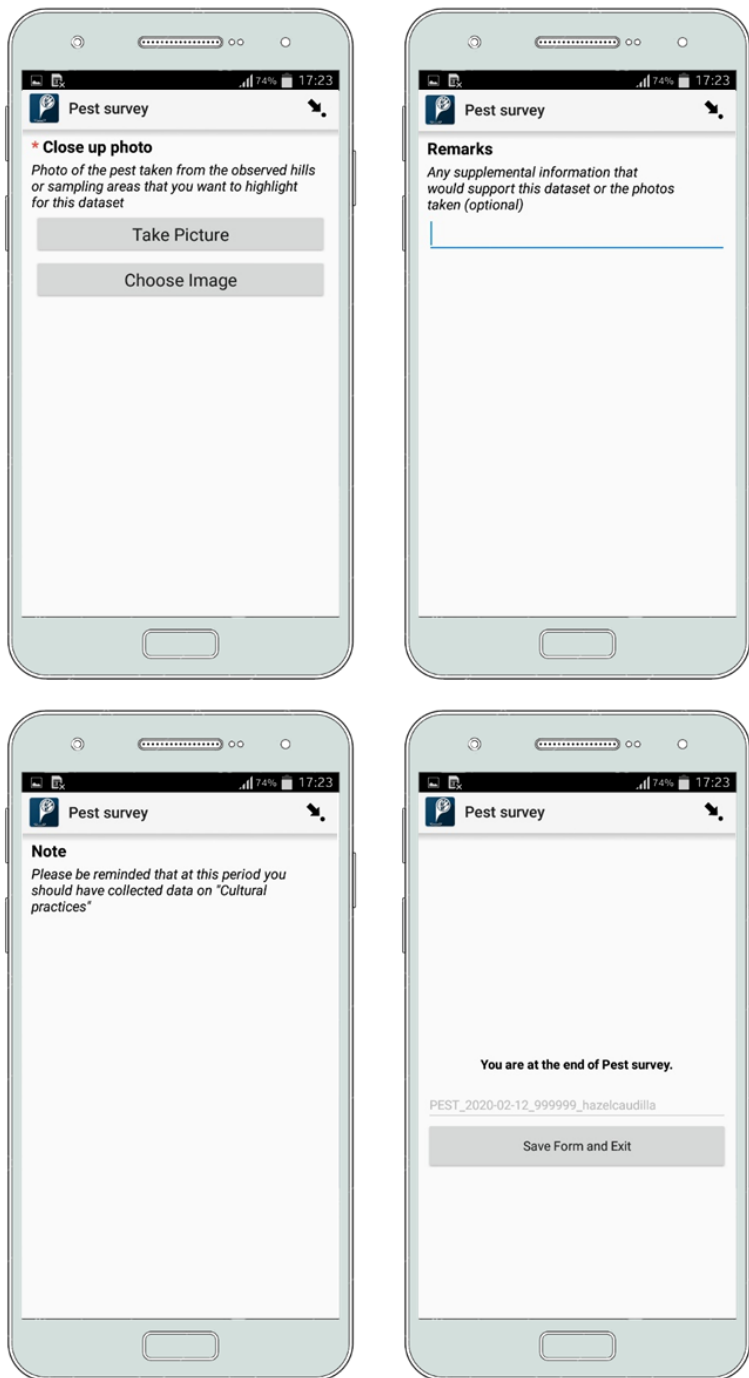 74% 17:23
Pest survey
* Close up photo
Photo of the pest taken from the observed hills
or sampling areas that you want to highlight
for this dataset
Take Picture
Choose Image
74% 17:23
Pest survey
Remarks
Any supplemental information that
would support this dataset or the photos
taken (optional)
74% 17:23
Pest survey
Note
Please be reminded that at this period you
should have collected data on "Cultural
practices"
74% 17:23
Pest survey
You are at the end of Pest survey.
PEST_2020-02-12_999999_hazelcaudilla
Save Form and Exit